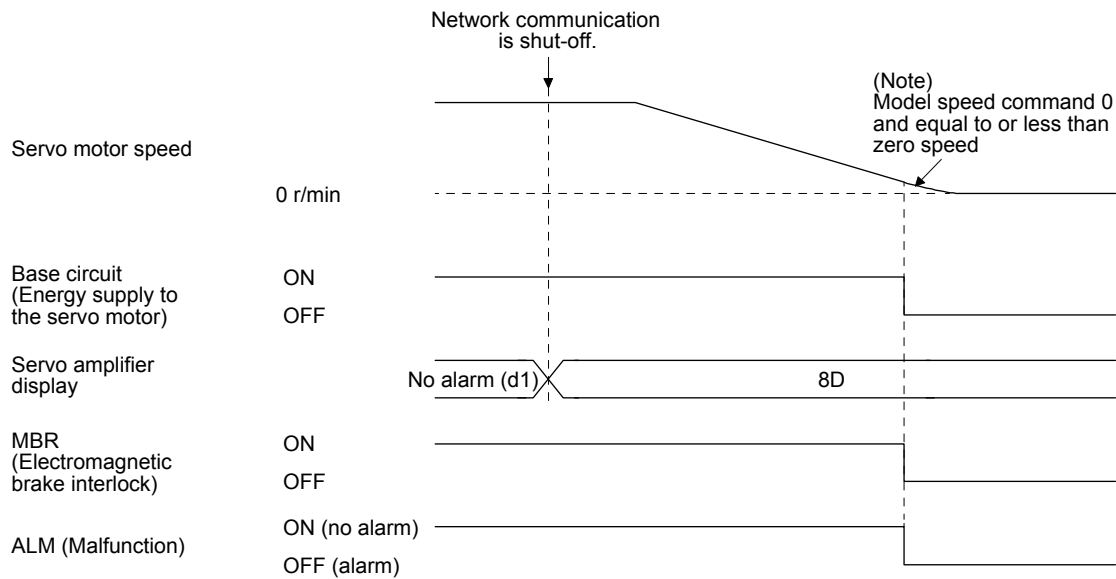 Network communication
is shut-off.
(Note)
Model speed command 0
and equal to or less than
zero speed
Servo motor speed
0 r/min
Base circuit
(Energy supply to
the servo motor)
ON
OFF
Servo amplifier
display
No alarm (d1)
8D
MBR
(Electromagnetic
brake interlock)
ON
OFF
ALM (Malfunction)
ON (no alarm)
OFF (alarm)